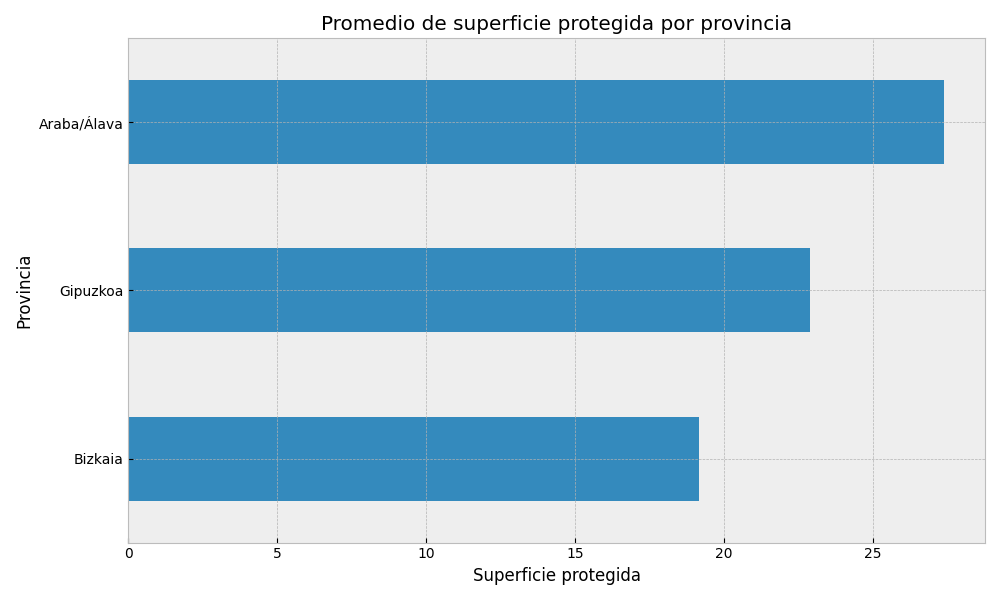 Promedio de superficie protegida por provincia
Provincia
Araba/Álava
Gipuzkoa
Bizkaia
0 5 10 15 20 25
Superficie protegida